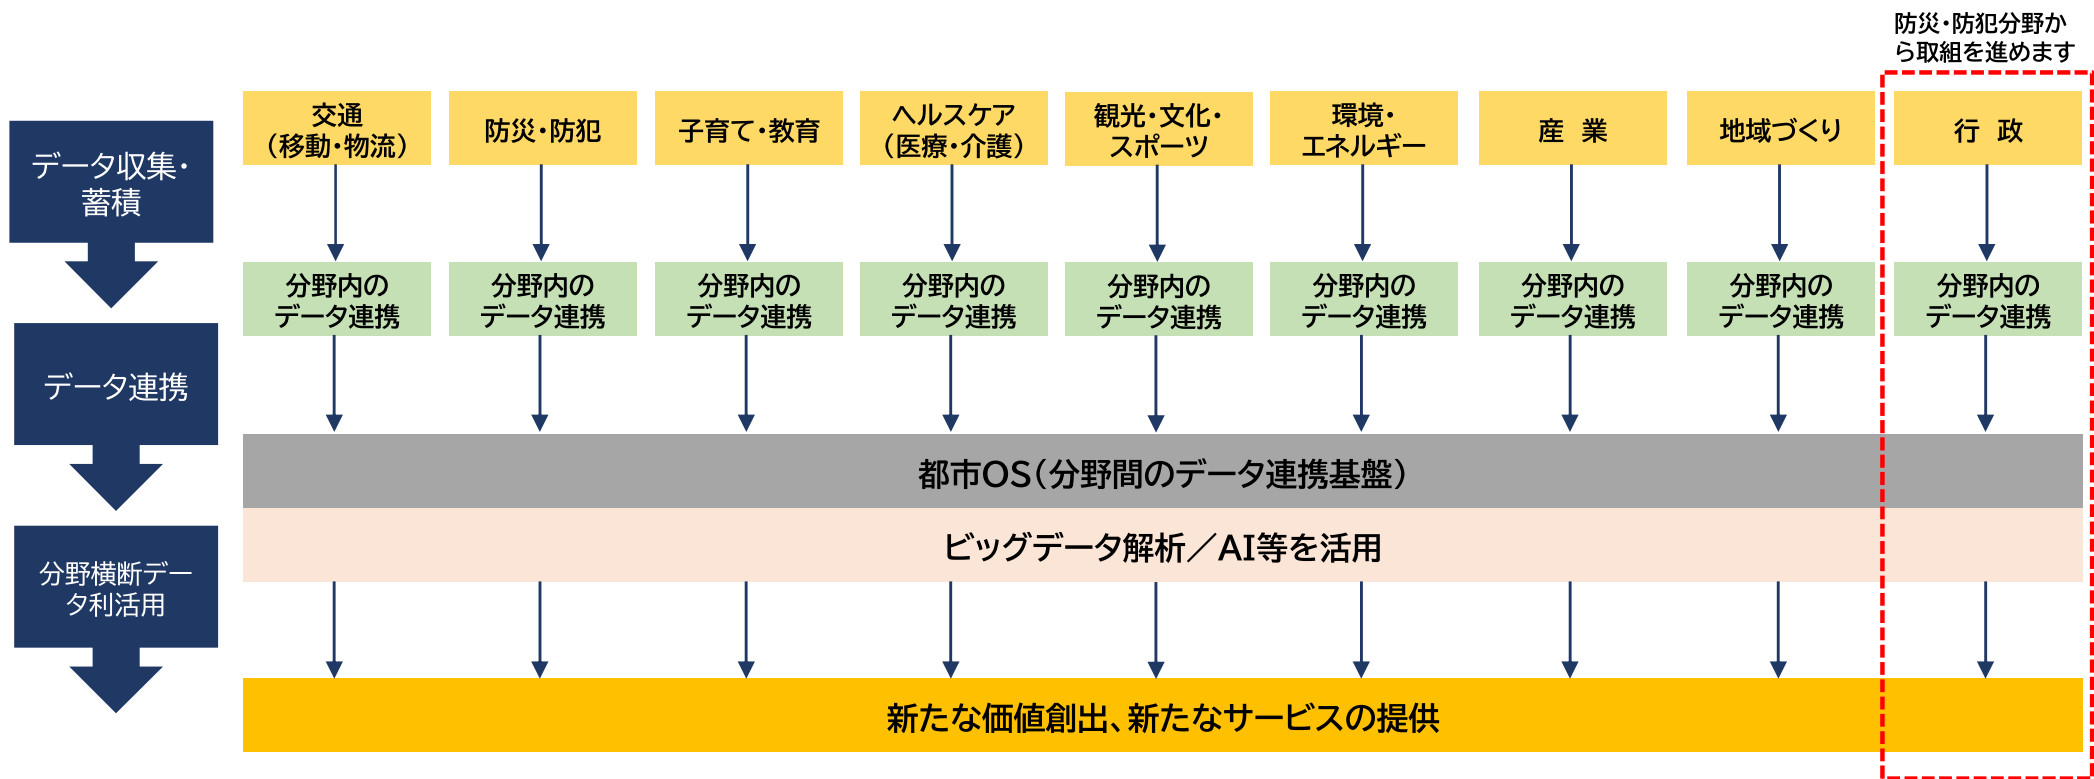 防災・防犯分野か
ら取組を進めます
データ収集・
蓄積
交通
（移動・物流）
防災・防犯
子育て・教育
ヘルスケア
（医療・介護）
観光・文化・
スポーツ
環境・
エネルギー
産　業
地域づくり
行　政
分野内の
データ連携
分野内の
データ連携
分野内の
データ連携
分野内の
データ連携
分野内の
データ連携
分野内の
データ連携
分野内の
データ連携
分野内の
データ連携
分野内の
データ連携
データ連携
都市OS（分野間のデータ連携基盤）
ビッグデータ解析／AI等を活用
分野横断デー
タ利活用
新たな価値創出、新たなサービスの提供